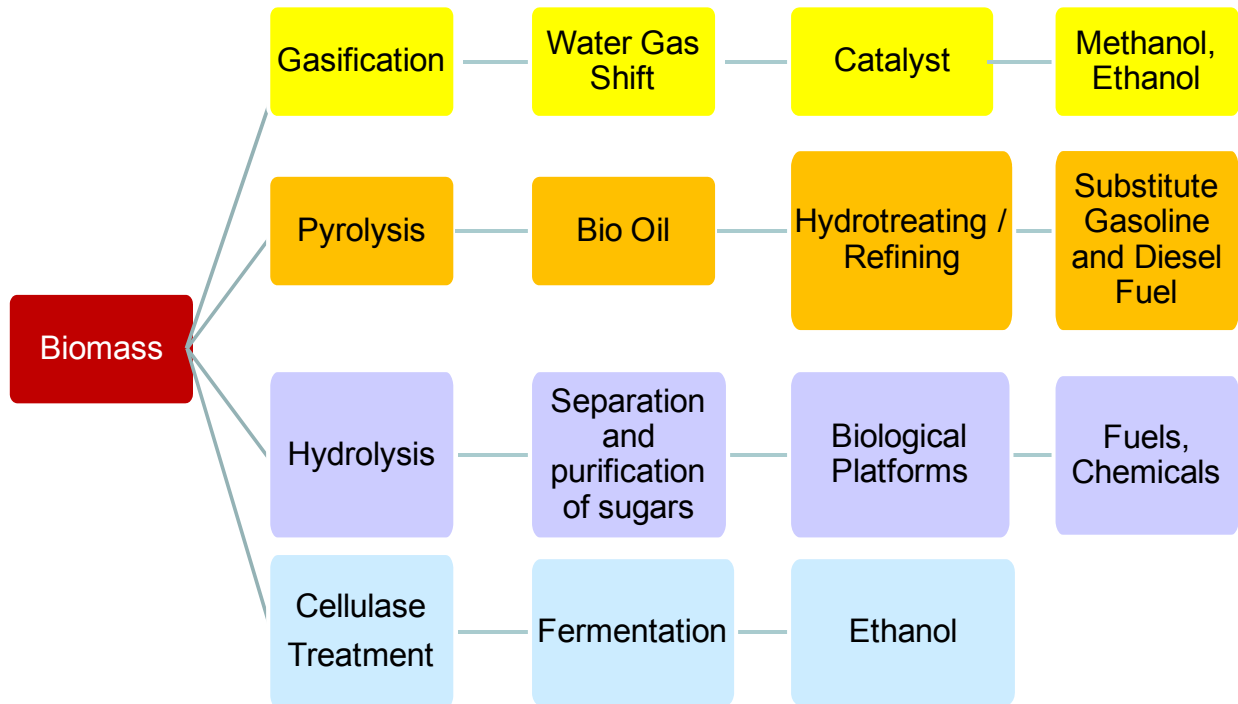 Gasification
Water Gas
Shift
Catalyst
Methanol,
Ethanol
Pyrolysis
Bio Oil
Hydrotreating /
Refining
Substitute
Gasoline
and Diesel
Fuel
Biomass
Hydrolysis
Separation
and
purification
of sugars
Biological
Platforms
Fuels,
Chemicals
Cellulase
Treatment
Fermentation
Ethanol